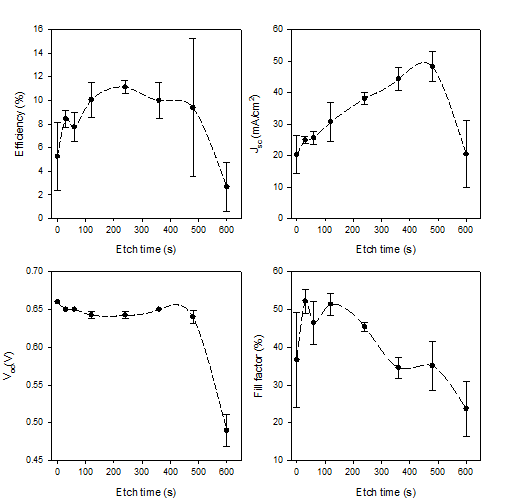 16
14
12
10
8
6
4
2
0
Efficiency (%)
0 100 200 300 400 500 600
Etch time (s)
60
50
40
30
20
10
0
Jsc (mA/cm²)
0 100 200 300 400 500 600
Etch time (s)
0.70
0.65
0.60
0.55
0.50
0.45
Voc(V)
0 100 200 300 400 500 600
Etch time (s)
60
50
40
30
20
10
Fill factor (%)
0 100 200 300 400 500 600
Etch time (s)